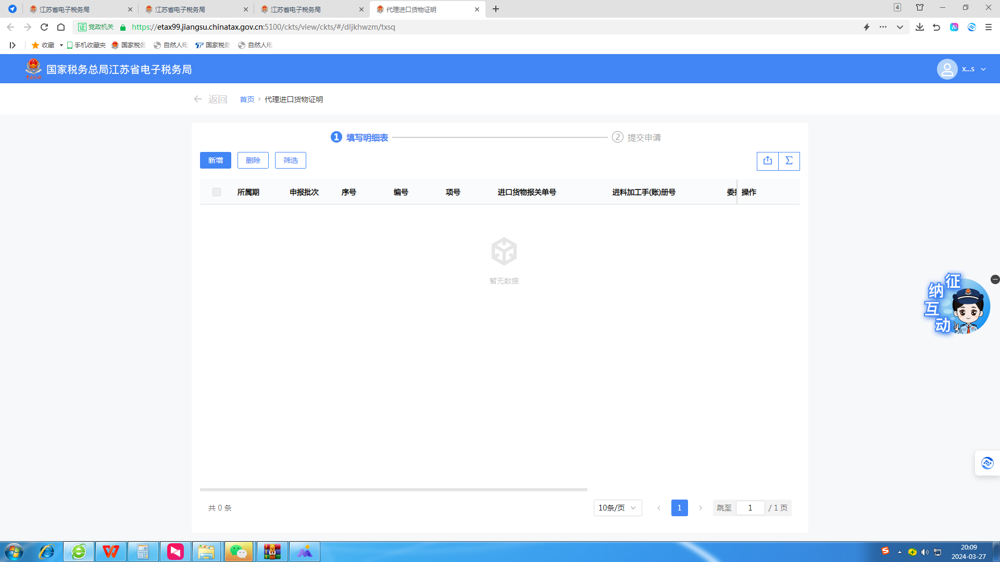 江苏省电子税务局
江苏省电子税务局
江苏省电子税务局
代理进口货物证明
4
证 党政机关
https://etax99.jiangsu.chinatax.gov.cn:5100/ckts/view/ckts/#/dljkhwzm/txsq
AI
收藏
手机收藏夹
国家税务
自然人电
国家税务
自然人电
国家税务总局江苏省电子税务局
x...s
返回
首页 > 代理进口货物证明
1 填写明细表
2 提交申请
新增
删除
筛选
所属期 申报批次 序号 编号 项号 进口货物报关单号 进料加工手(账)册号 委 操作
暂无数据
征
纳
互
动
共 0 条
10条/页
1
跳至 1 / 1 页
20:09
2024-03-27